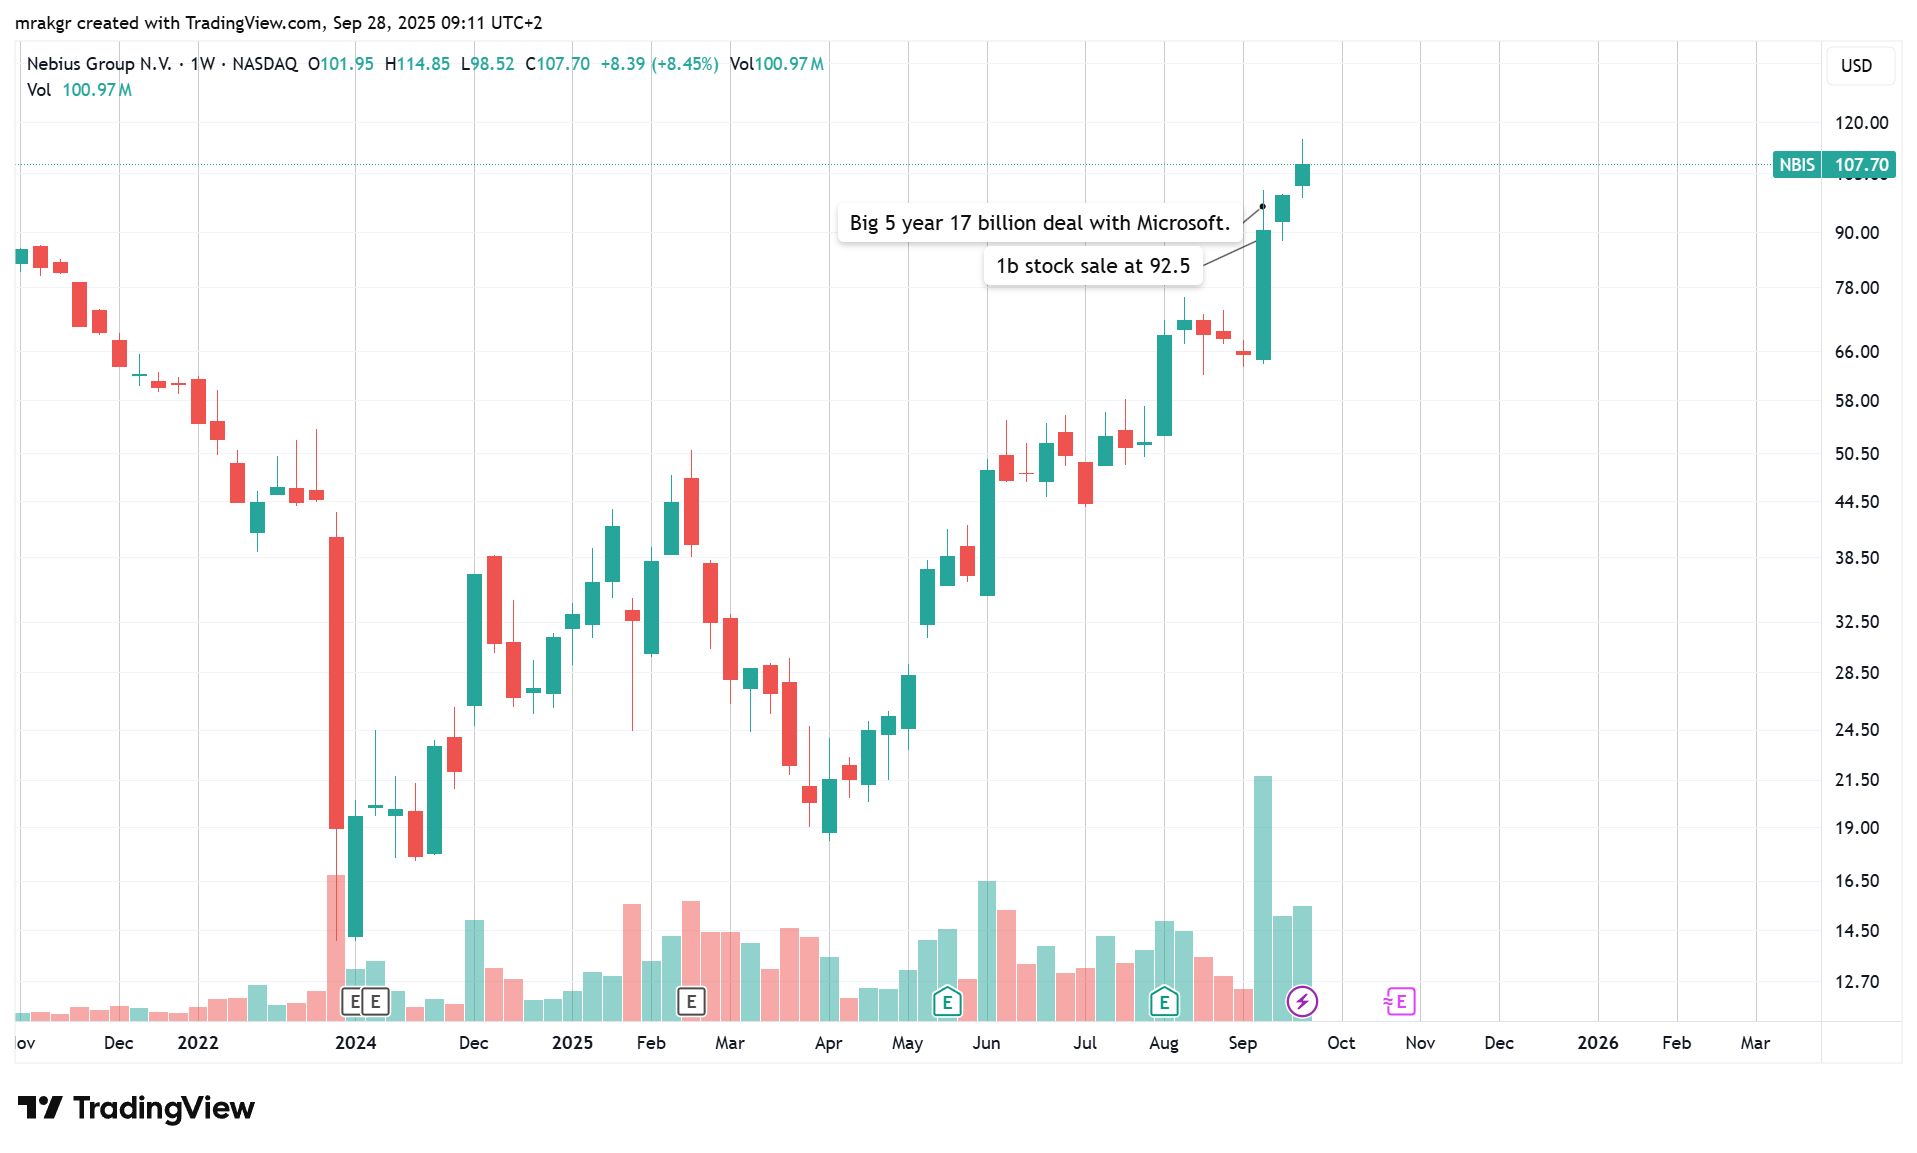 mrakgr created with TradingView.com, Sep 28, 2025 09:11 UTC+2
Nebius Group N.V. · 1W · NASDAQ O101.95 H114.85 L98.52 C107.70 +8.39 (+8.45%) Vol100.97M
Vol 100.97M
USD
120.00
NBIS 107.70
Big 5 year 17 billion deal with Microsoft.
90.00
1b stock sale at 92.5
78.00
66.00
58.00
50.50
44.50
38.50
32.50
28.50
24.50
21.50
19.00
16.50
14.50
12.70
E E E E E ≈E
ov Dec 2022 2024 Dec 2025 Feb Mar Apr May Jun Jul Aug Sep Oct Nov Dec 2026 Feb Mar
TradingView